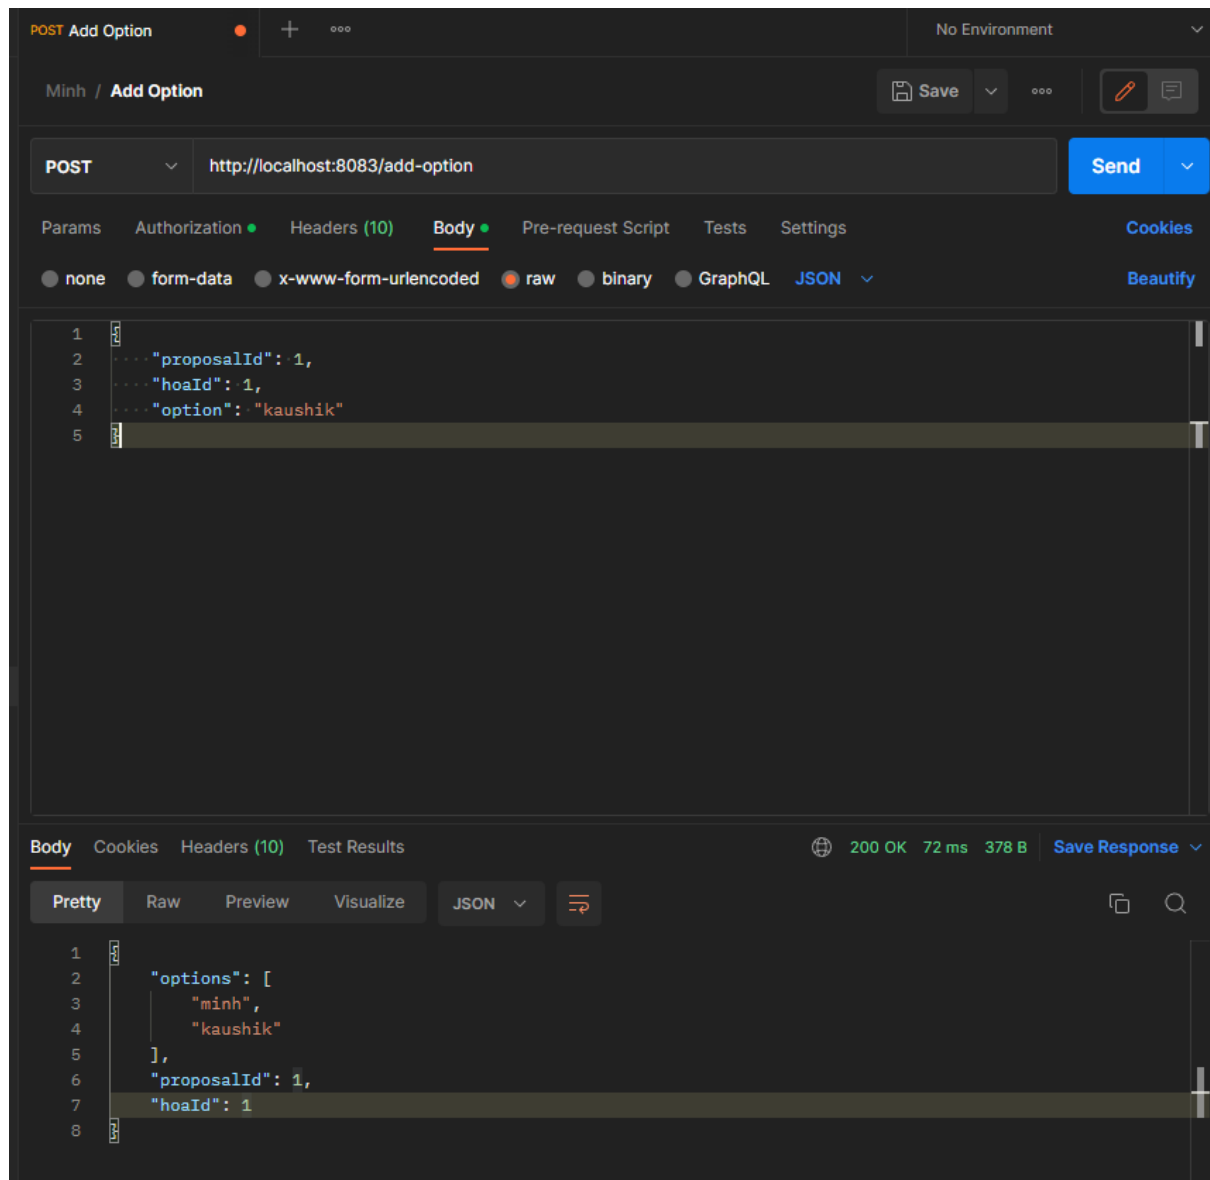 POST Add Option No Environment
Minh / Add Option Save
POST http://localhost:8083/add-option Send
Params Authorization Headers (10) Body Pre-request Script Tests Settings Cookies
none form-data x-www-form-urlencoded raw binary GraphQL JSON Beautify
1 {
2 ····"proposalId":·1,
3 ····"hoaId":·1,
4 ····"option":·"kaushik"
5 }
Body Cookies Headers (10) Test Results 200 OK 72 ms 378 B Save Response
Pretty Raw Preview Visualize JSON
1 {
2 "options": [
3 "minh",
4 "kaushik"
5 ],
6 "proposalId": 1,
7 "hoaId": 1
8 }